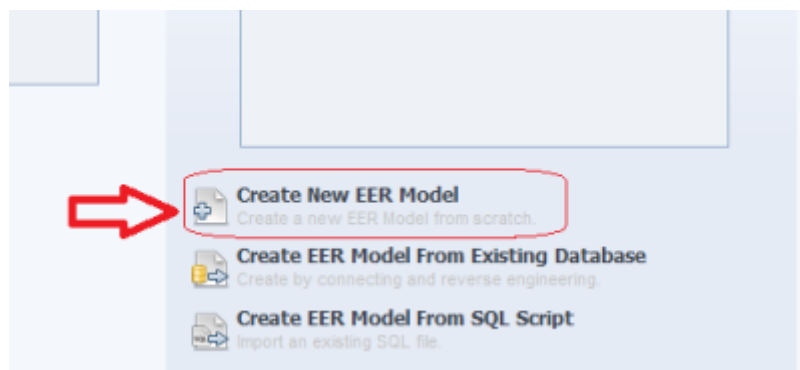 Create New EER Model
Create a new EER Model from scratch.
Create EER Model From Existing Database
Create by connecting and reverse engineering.
Create EER Model From SQL Script
Import an existing SQL file.